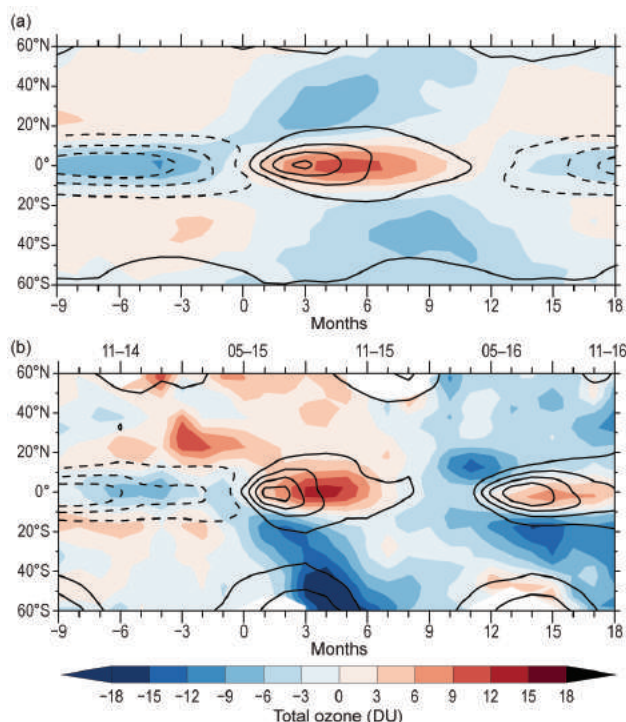 (a)
60°N
40°N
20°N
0°
20°S
40°S
60°S
−9 −6 −3 0 3 6 9 12 15 18
Months
(b) 11–14 05–15 11–15 05–16 11–16
60°N
40°N
20°N
0°
20°S
40°S
60°S
−9 −6 −3 0 3 6 9 12 15 18
Months
−18 −15 −12 −9 −6 −3 0 3 6 9 12 15 18
Total ozone (DU)